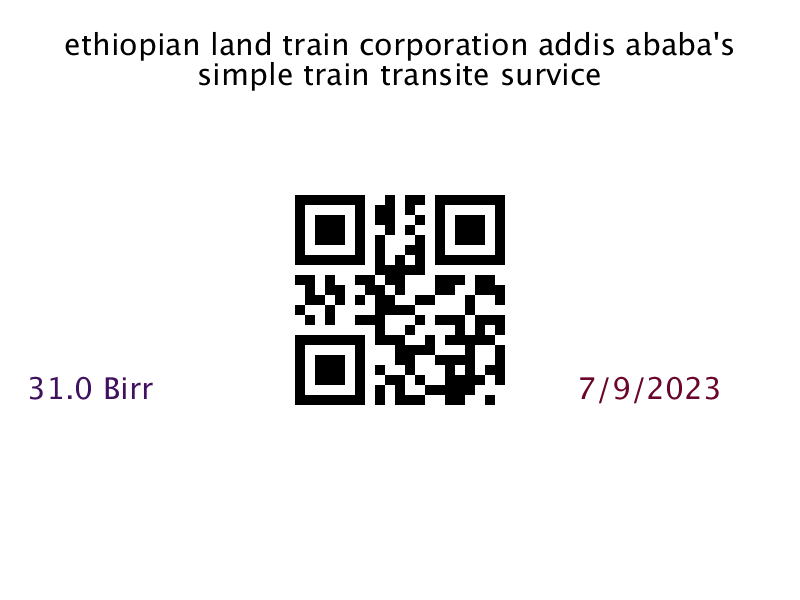 ethiopian land train corporation addis ababa's
simple train transite survice
31.0 Birr
7/9/2023